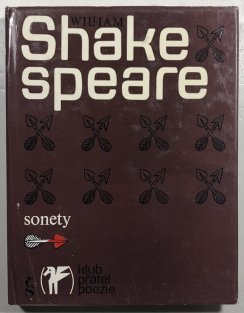 WILLIAM
Shake
speare
sonety
klub
přátel
poezie